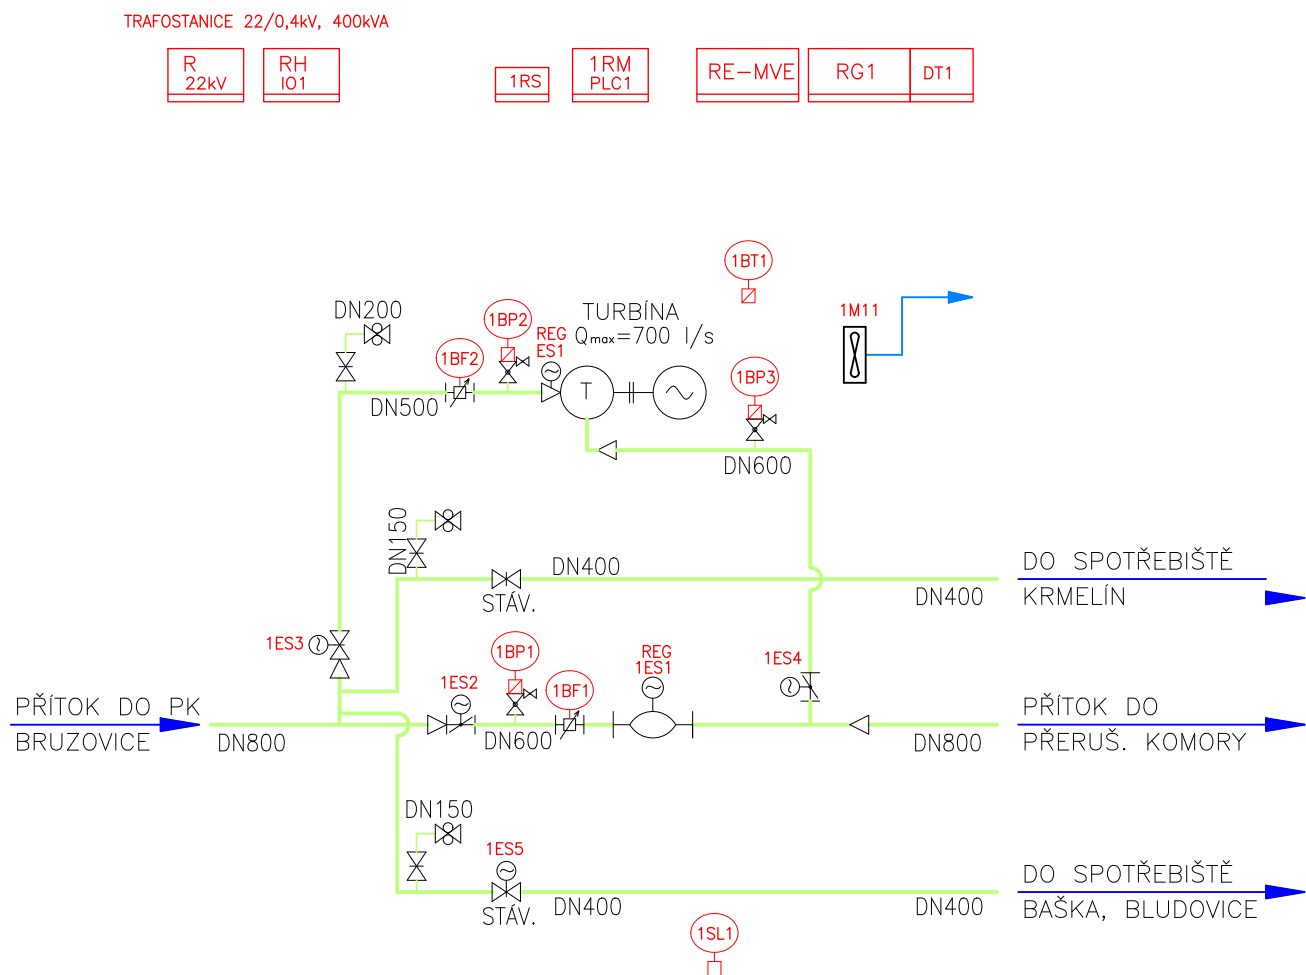 TRAFOSTANICE 22/0,4kV, 400kVA
R
22kV
RH
IO1
1RS
1RM
PLC1
RE-MVE
RG1
DT1
1BT1
DN200
1BP2
TURBÍNA
Qmax=700 l/s
1M11
REG
ES1
1BF2
1BP3
T
DN500
DN600
DN150
DN400
DO SPOTŘEBIŠTĚ
STÁV.
DN400
KRMELÍN
1ES3
1BP1
REG
1ES1
1ES4
1ES2
1BF1
PŘÍTOK DO PK
PŘÍTOK DO
BRUZOVICE
DN800
DN600
DN800
PŘERUŠ. KOMORY
DN150
1ES5
DO SPOTŘEBIŠTĚ
STÁV.
DN400
DN400
BAŠKA, BLUDOVICE
1SL1